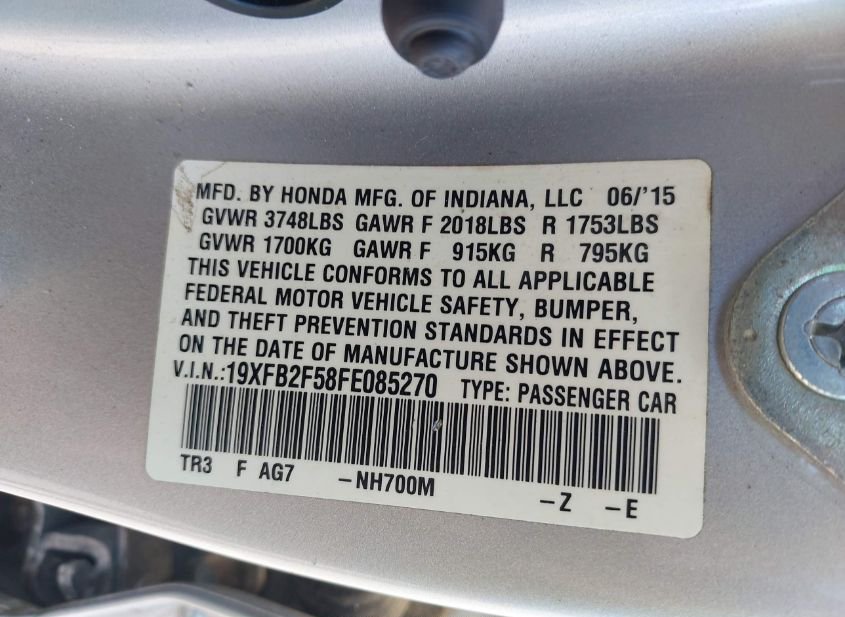 MFD. BY HONDA MFG. OF INDIANA, LLC 06/'15
GVWR 3748LBS GAWR F 2018LBS R 1753LBS
GVWR 1700KG GAWR F 915KG R 795KG
THIS VEHICLE CONFORMS TO ALL APPLICABLE
FEDERAL MOTOR VEHICLE SAFETY, BUMPER,
AND THEFT PREVENTION STANDARDS IN EFFECT
ON THE DATE OF MANUFACTURE SHOWN ABOVE.
V.I.N.:19XFB2F58FE085270 TYPE: PASSENGER CAR
TR3 F AG7 -NH700M -Z -E